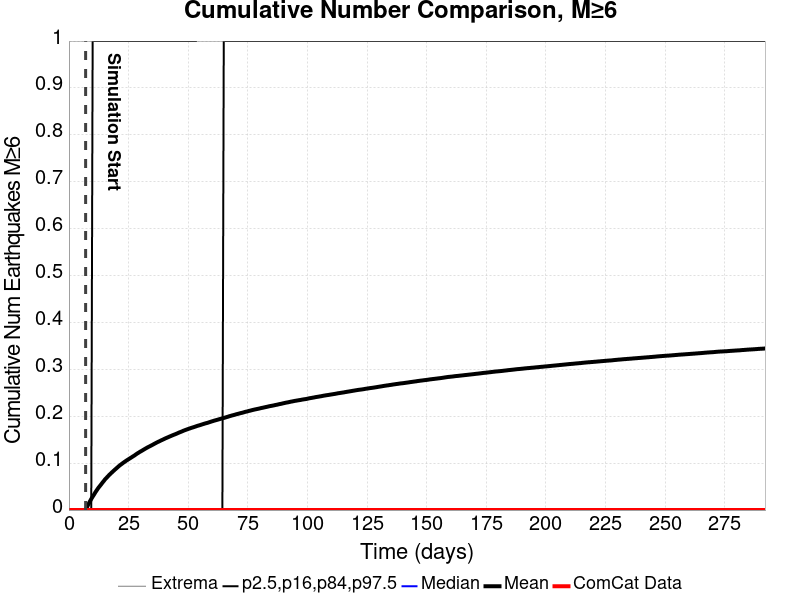 Cumulative Number Comparison, M≥6
Cumulative Num Earthquakes M≥6
1
0.9
0.8
0.7
0.6
0.5
0.4
0.3
0.2
0.1
0
Simulation Start
0 25 50 75 100 125 150 175 200 225 250 275
Time (days)
Extrema p2.5,p16,p84,p97.5 Median Mean ComCat Data